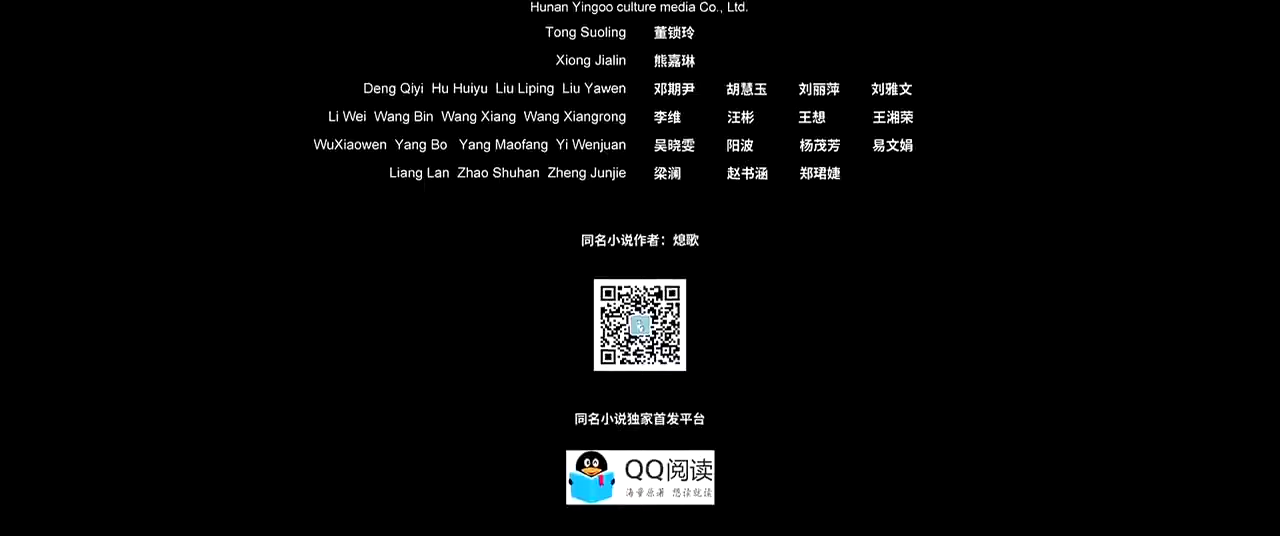 Hunan Yingoo culture media Co., Ltd.
Tong Suoling 董锁玲
Xiong Jialin 熊嘉琳
Deng Qiyi Hu Huiyu Liu Liping Liu Yawen 邓期尹 胡慧玉 刘丽萍 刘雅文
Li Wei Wang Bin Wang Xiang Wang Xiangrong 李维 汪彬 王想 王湘荣
WuXiaowen Yang Bo Yang Maofang Yi Wenjuan 吴晓雯 阳波 杨茂芳 易文娟
Liang Lan Zhao Shuhan Zheng Junjie 梁澜 赵书涵 郑珺婕
同名小说作者：熄歌
同名小说独家首发平台
QQ阅读
海量原著 想读就读